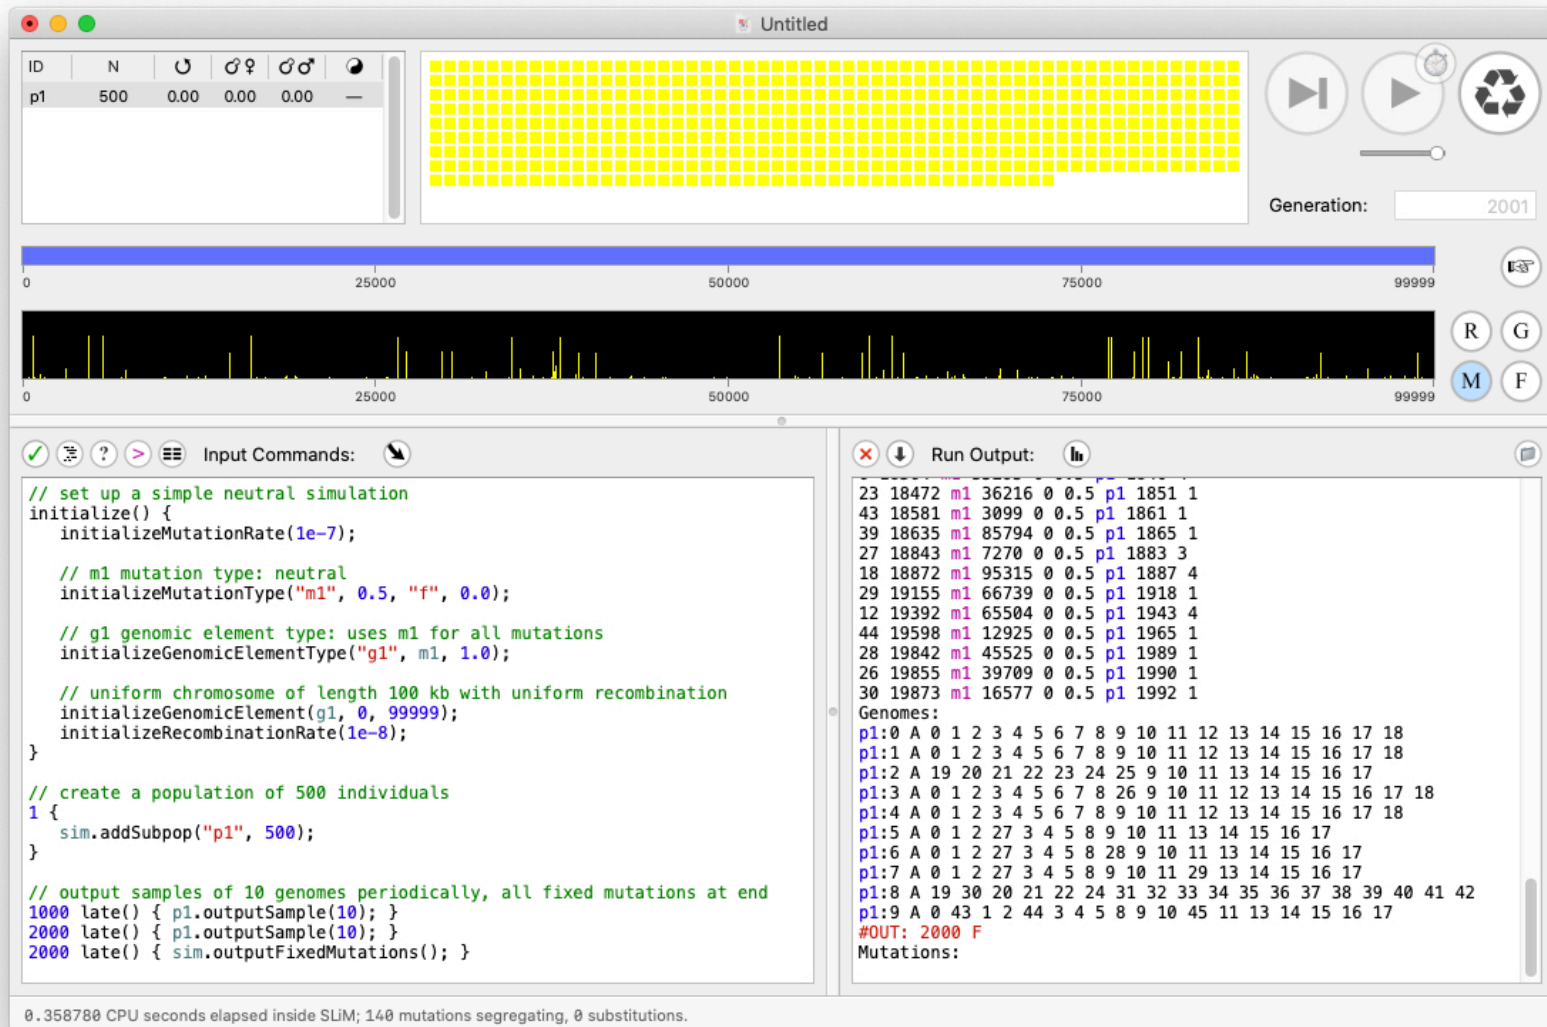 Untitled
ID N
p1 500 0.00 0.00 0.00 —
Generation: 2001
0 25000 50000 75000 99999
R G
M F
0 25000 50000 75000 99999
? > Input Commands:
Run Output:
// set up a simple neutral simulation
initialize() {
initializeMutationRate(1e-7);
// m1 mutation type: neutral
initializeMutationType("m1", 0.5, "f", 0.0);
// g1 genomic element type: uses m1 for all mutations
initializeGenomicElementType("g1", m1, 1.0);
// uniform chromosome of length 100 kb with uniform recombination
initializeGenomicElement(g1, 0, 99999);
initializeRecombinationRate(1e-8);
}
// create a population of 500 individuals
1 {
sim.addSubpop("p1", 500);
}
// output samples of 10 genomes periodically, all fixed mutations at end
1000 late() { p1.outputSample(10); }
2000 late() { p1.outputSample(10); }
2000 late() { sim.outputFixedMutations(); }
23 18472 m1 36216 0 0.5 p1 1851 1
43 18581 m1 3099 0 0.5 p1 1861 1
39 18635 m1 85794 0 0.5 p1 1865 1
27 18843 m1 7270 0 0.5 p1 1883 3
18 18872 m1 95315 0 0.5 p1 1887 4
29 19155 m1 66739 0 0.5 p1 1918 1
12 19392 m1 65504 0 0.5 p1 1943 4
44 19598 m1 12925 0 0.5 p1 1965 1
28 19842 m1 45525 0 0.5 p1 1989 1
26 19855 m1 39709 0 0.5 p1 1990 1
30 19873 m1 16577 0 0.5 p1 1992 1
Genomes:
p1:0 A 0 1 2 3 4 5 6 7 8 9 10 11 12 13 14 15 16 17 18
p1:1 A 0 1 2 3 4 5 6 7 8 9 10 11 12 13 14 15 16 17 18
p1:2 A 19 20 21 22 23 24 25 9 10 11 13 14 15 16 17
p1:3 A 0 1 2 3 4 5 6 7 8 26 9 10 11 12 13 14 15 16 17 18
p1:4 A 0 1 2 3 4 5 6 7 8 9 10 11 12 13 14 15 16 17 18
p1:5 A 0 1 2 27 3 4 5 8 9 10 11 13 14 15 16 17
p1:6 A 0 1 2 27 3 4 5 8 28 9 10 11 13 14 15 16 17
p1:7 A 0 1 2 27 3 4 5 8 9 10 11 29 13 14 15 16 17
p1:8 A 19 30 20 21 22 24 31 32 33 34 35 36 37 38 39 40 41 42
p1:9 A 0 43 1 2 44 3 4 5 8 9 10 45 11 13 14 15 16 17
#OUT: 2000 F
Mutations:
0.358780 CPU seconds elapsed inside SLiM; 140 mutations segregating, 0 substitutions.